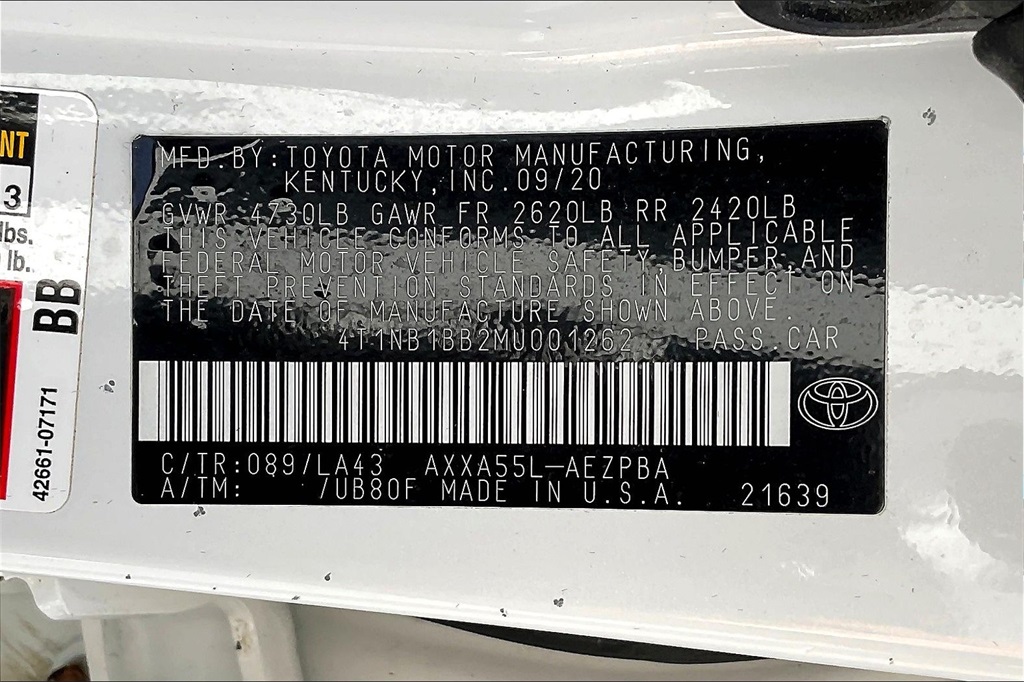 NT
3
lbs.
lb.
BB
42661-07171
MFD.BY:TOYOTA MOTOR MANUFACTURING,
KENTUCKY,INC.09/20
GVWR 4730LB GAWR FR 2620LB RR 2420LB
THIS VEHICLE CONFORMS TO ALL APPLICABLE
FEDERAL MOTOR VEHICLE SAFETY,BUMPER,AND
THEFT PREVENTION STANDARDS IN EFFECT ON
THE DATE OF MANUFACTURE SHOWN ABOVE.
4T1NB1BB2MU001262 PASS.CAR
C/TR:089/LA43 AXXA55L-AEZPBA
A/TM: /UB80F MADE IN U.S.A. 21639